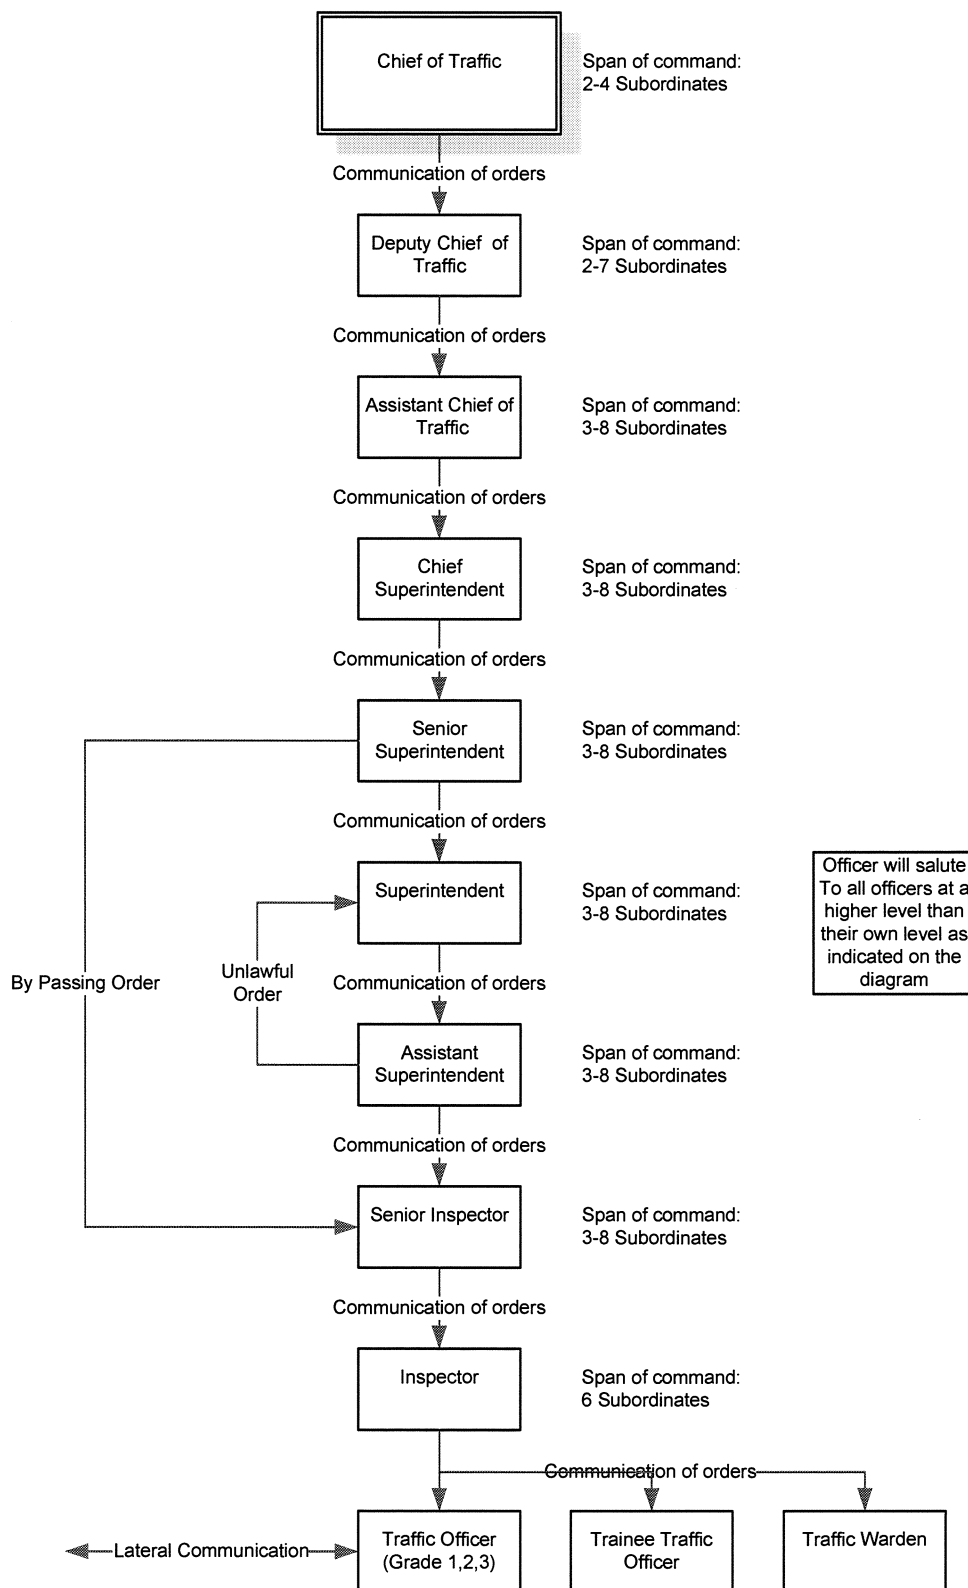 Chief of Traffic
Span of command:
2-4 Subordinates
Communication of orders
Deputy Chief of
Traffic
Span of command:
2-7 Subordinates
Communication of orders
Assistant Chief of
Traffic
Span of command:
3-8 Subordinates
Communication of orders
Chief
Superintendent
Span of command:
3-8 Subordinates
Communication of orders
Senior
Superintendent
Span of command:
3-8 Subordinates
Communication of orders
Superintendent
Span of command:
3-8 Subordinates
Officer will salute
To all officers at a
higher level than
their own level as
indicated on the
diagram
By Passing Order
Unlawful
Order
Communication of orders
Assistant
Superintendent
Span of command:
3-8 Subordinates
Communication of orders
Senior Inspector
Span of command:
3-8 Subordinates
Communication of orders
Inspector
Span of command:
6 Subordinates
Communication of orders
Lateral Communication
Traffic Officer
(Grade 1,2,3)
Trainee Traffic
Officer
Traffic Warden